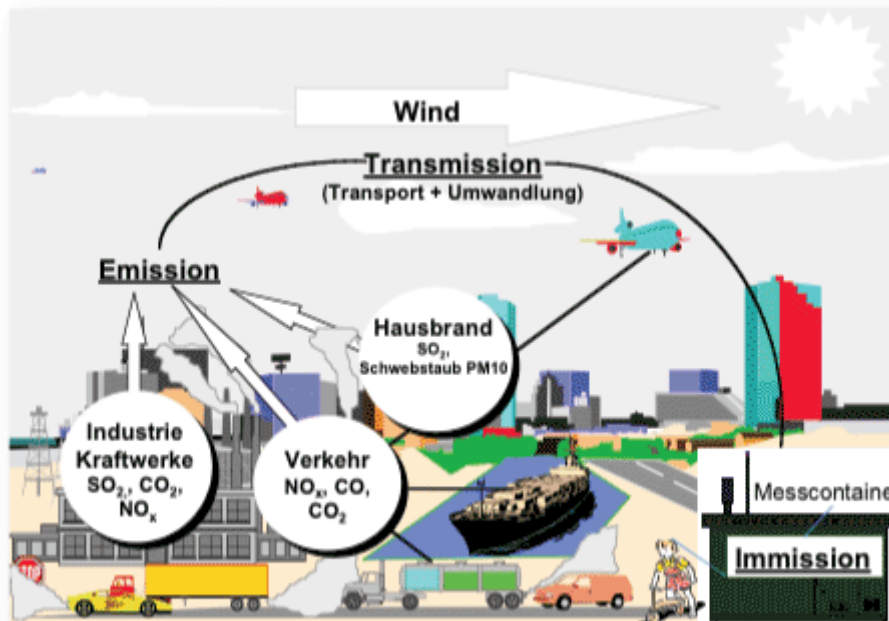 Wind
Transmission
(Transport + Umwandlung)
Emission
Hausbrand
SO₂,
Schwebstaub PM10
Industrie
Kraftwerke
SO₂,, CO₂,
NOₓ
Verkehr
NOₓ, CO,
CO₂
Messcontaine
Immission
STOP